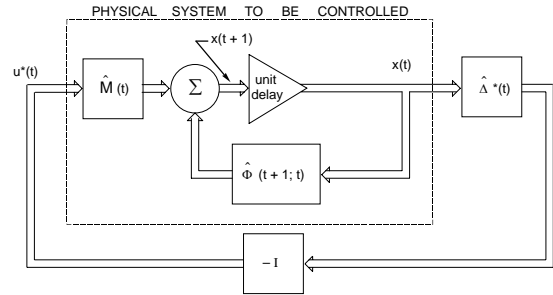 PHYSICAL SYSTEM TO BE CONTROLLED
x(t + 1)
u*(t)
x(t)
M̂ (t)
Σ
unit
delay
Δ̂ *(t)
Φ̂ (t + 1; t)
– I